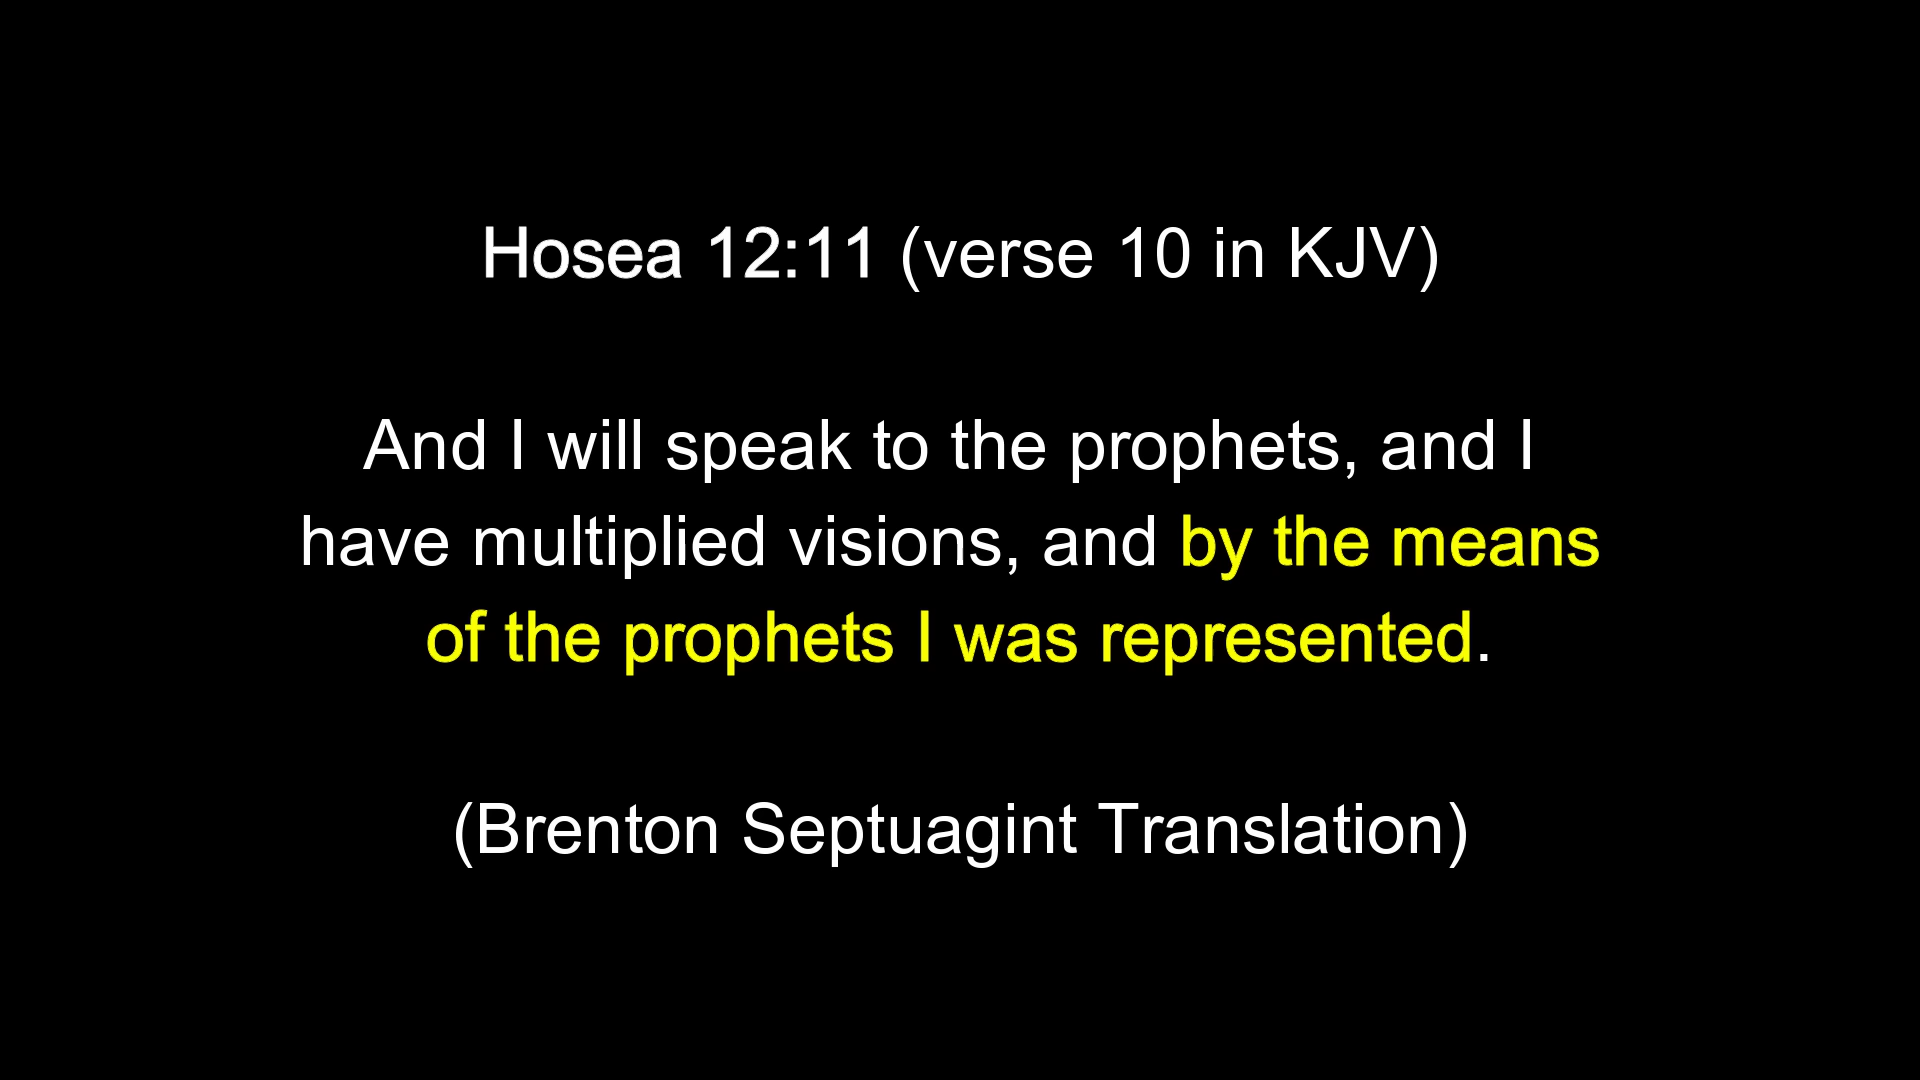 Hosea 12:11 (verse 10 in KJV)
And I will speak to the prophets, and I
have multiplied visions, and by the means
of the prophets I was represented.
(Brenton Septuagint Translation)